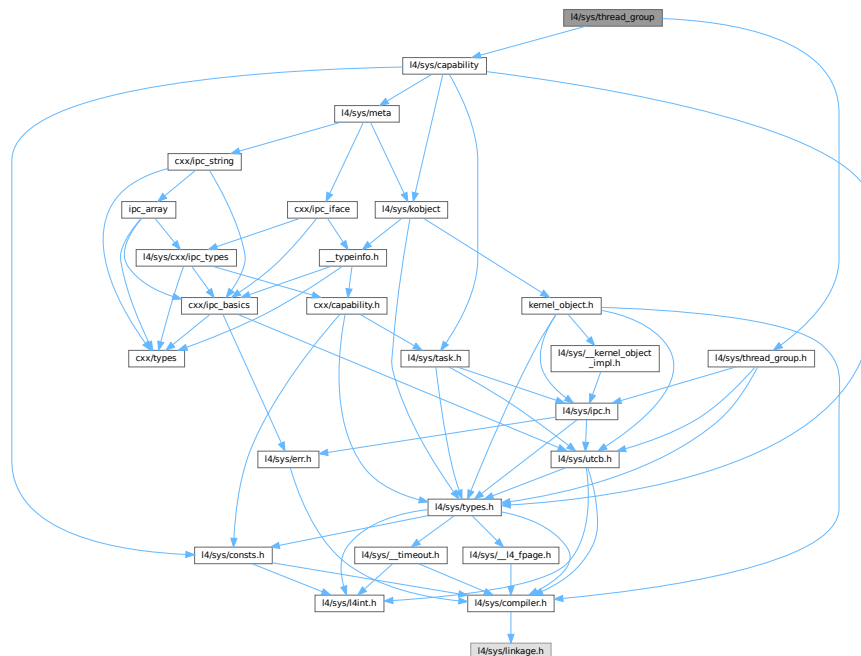 l4/sys/thread_group
l4/sys/capability
l4/sys/meta
cxx/ipc_string
ipc_array
cxx/ipc_iface
l4/sys/kobject
l4/sys/cxx/ipc_types
__typeinfo.h
cxx/ipc_basics
cxx/capability.h
kernel_object.h
cxx/types
l4/sys/task.h
l4/sys/__kernel_object
_impl.h
l4/sys/thread_group.h
l4/sys/ipc.h
l4/sys/err.h
l4/sys/utcb.h
l4/sys/types.h
l4/sys/consts.h
l4/sys/__timeout.h
l4/sys/__l4_fpage.h
l4/sys/l4int.h
l4/sys/compiler.h
l4/sys/linkage.h